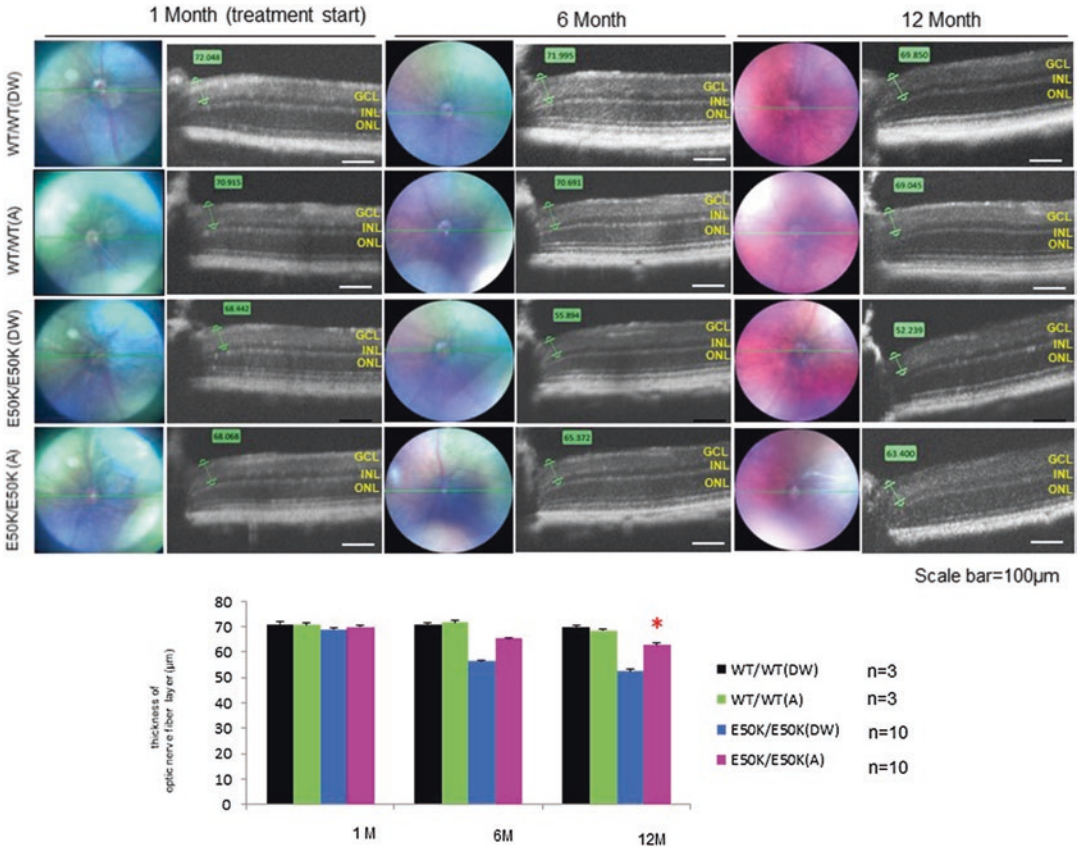 1 Month (treatment start)
6 Month
12 Month
WT/WT(DW)
72.048
GCL
INL
ONL
71.995
GCL
INL
ONL
69.850
GCL
INL
ONL
WT/WT(A)
70.915
GCL
INL
ONL
70.691
GCL
INL
ONL
69.045
GCL
INL
ONL
E50K/E50K(DW)
68.442
GCL
INL
ONL
55.894
GCL
INL
ONL
52.239
GCL
INL
ONL
E50K/E50K(A)
68.068
GCL
INL
ONL
65.372
GCL
INL
ONL
63.400
GCL
INL
ONL
Scale bar=100µm
thickness of
optic nerve fiber layer(µm)
80
70
60
50
40
30
20
10
0
*
1 M
6M
12M
WT/WT(DW) n=3
WT/WT(A) n=3
E50K/E50K(DW) n=10
E50K/E50K(A) n=10